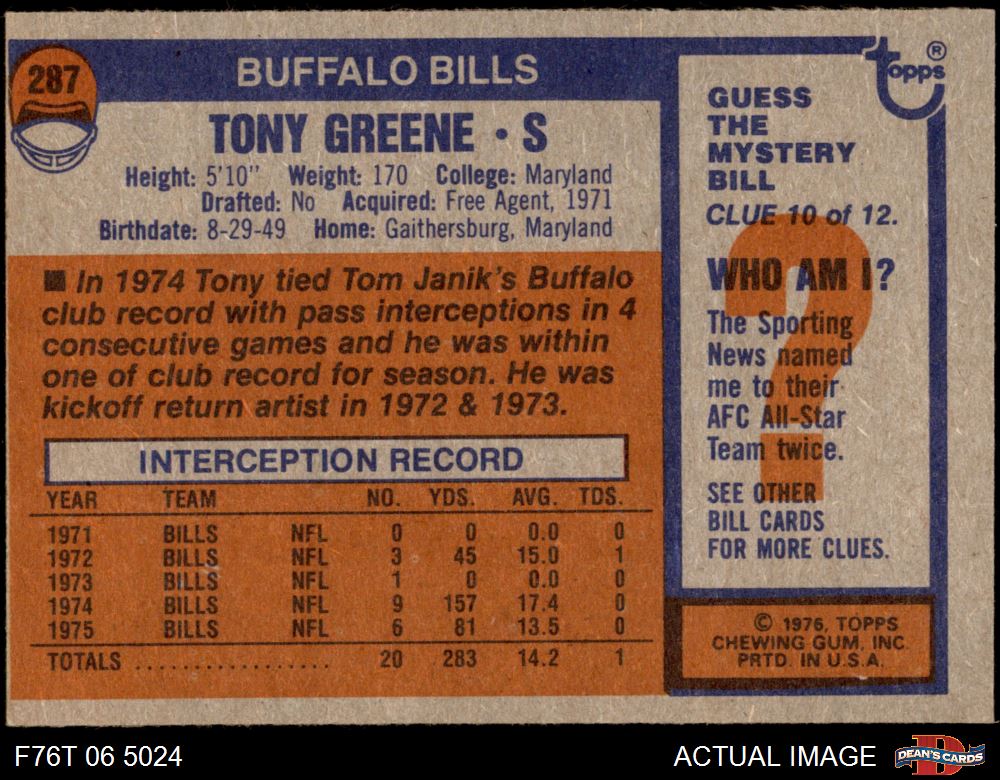 287
BUFFALO BILLS
TONY GREENE • S
Height: 5'10" Weight: 170 College: Maryland
Drafted: No Acquired: Free Agent, 1971
Birthdate: 8-29-49 Home: Gaithersburg, Maryland
■ In 1974 Tony tied Tom Janik's Buffalo
club record with pass interceptions in 4
consecutive games and he was within
one of club record for season. He was
kickoff return artist in 1972 & 1973.
INTERCEPTION RECORD
YEAR TEAM NO. YDS. AVG. TDS.
1971 BILLS NFL 0 0 0.0 0
1972 BILLS NFL 3 45 15.0 1
1973 BILLS NFL 1 0 0.0 0
1974 BILLS NFL 9 157 17.4 0
1975 BILLS NFL 6 81 13.5 0
TOTALS .................. 20 283 14.2 1
Topps ®
GUESS
THE
MYSTERY
BILL
CLUE 10 of 12.
WHO AM I?
The Sporting
News named
me to their
AFC All-Star
Team twice.
SEE OTHER
BILL CARDS
FOR MORE CLUES.
© 1976, TOPPS
CHEWING GUM, INC.
PRTD. IN U.S.A.
F76T 06 5024
ACTUAL IMAGE
D
DEAN'S CARDS